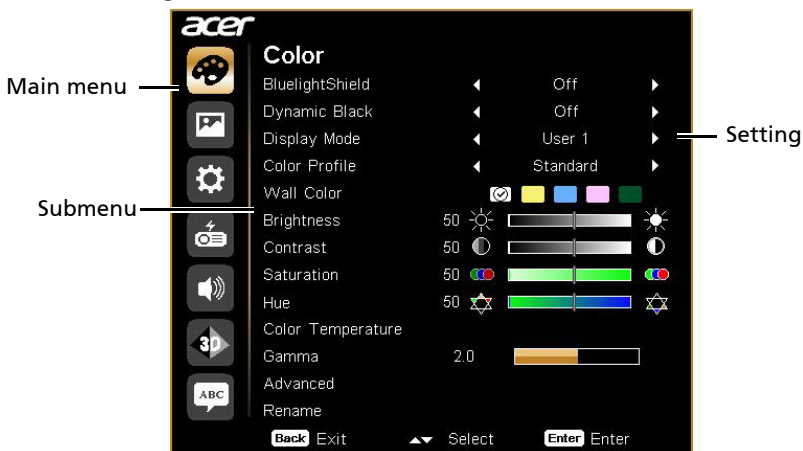 acer
Color
Main menu
BluelightShield Off
Dynamic Black Off
Display Mode User 1
Setting
Color Profile Standard
Wall Color
Submenu
Brightness 50
Contrast 50
Saturation 50
Hue 50
Color Temperature
3D
Gamma 2.0
Advanced
ABC
Rename
Back Exit Select Enter Enter